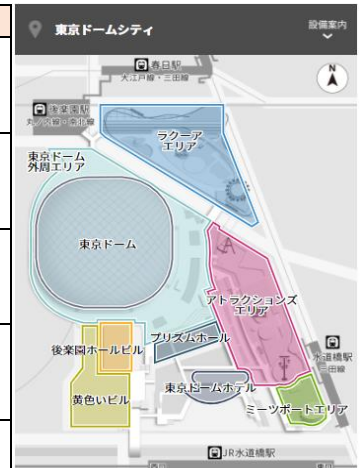 東京ドームシティ
設備案内
春日駅
大江戸線・三田線
N
後楽園駅
丸ノ内線・南北線
ラクーア
エリア
東京ドーム
外周エリア
東京ドーム
アトラクションズ
エリア
プリズムホール
後楽園ホールビル
水道橋駅
三田線
東京ドームホテル
黄色いビル
ミーツポートエリア
JR水道橋駅
西口
東口